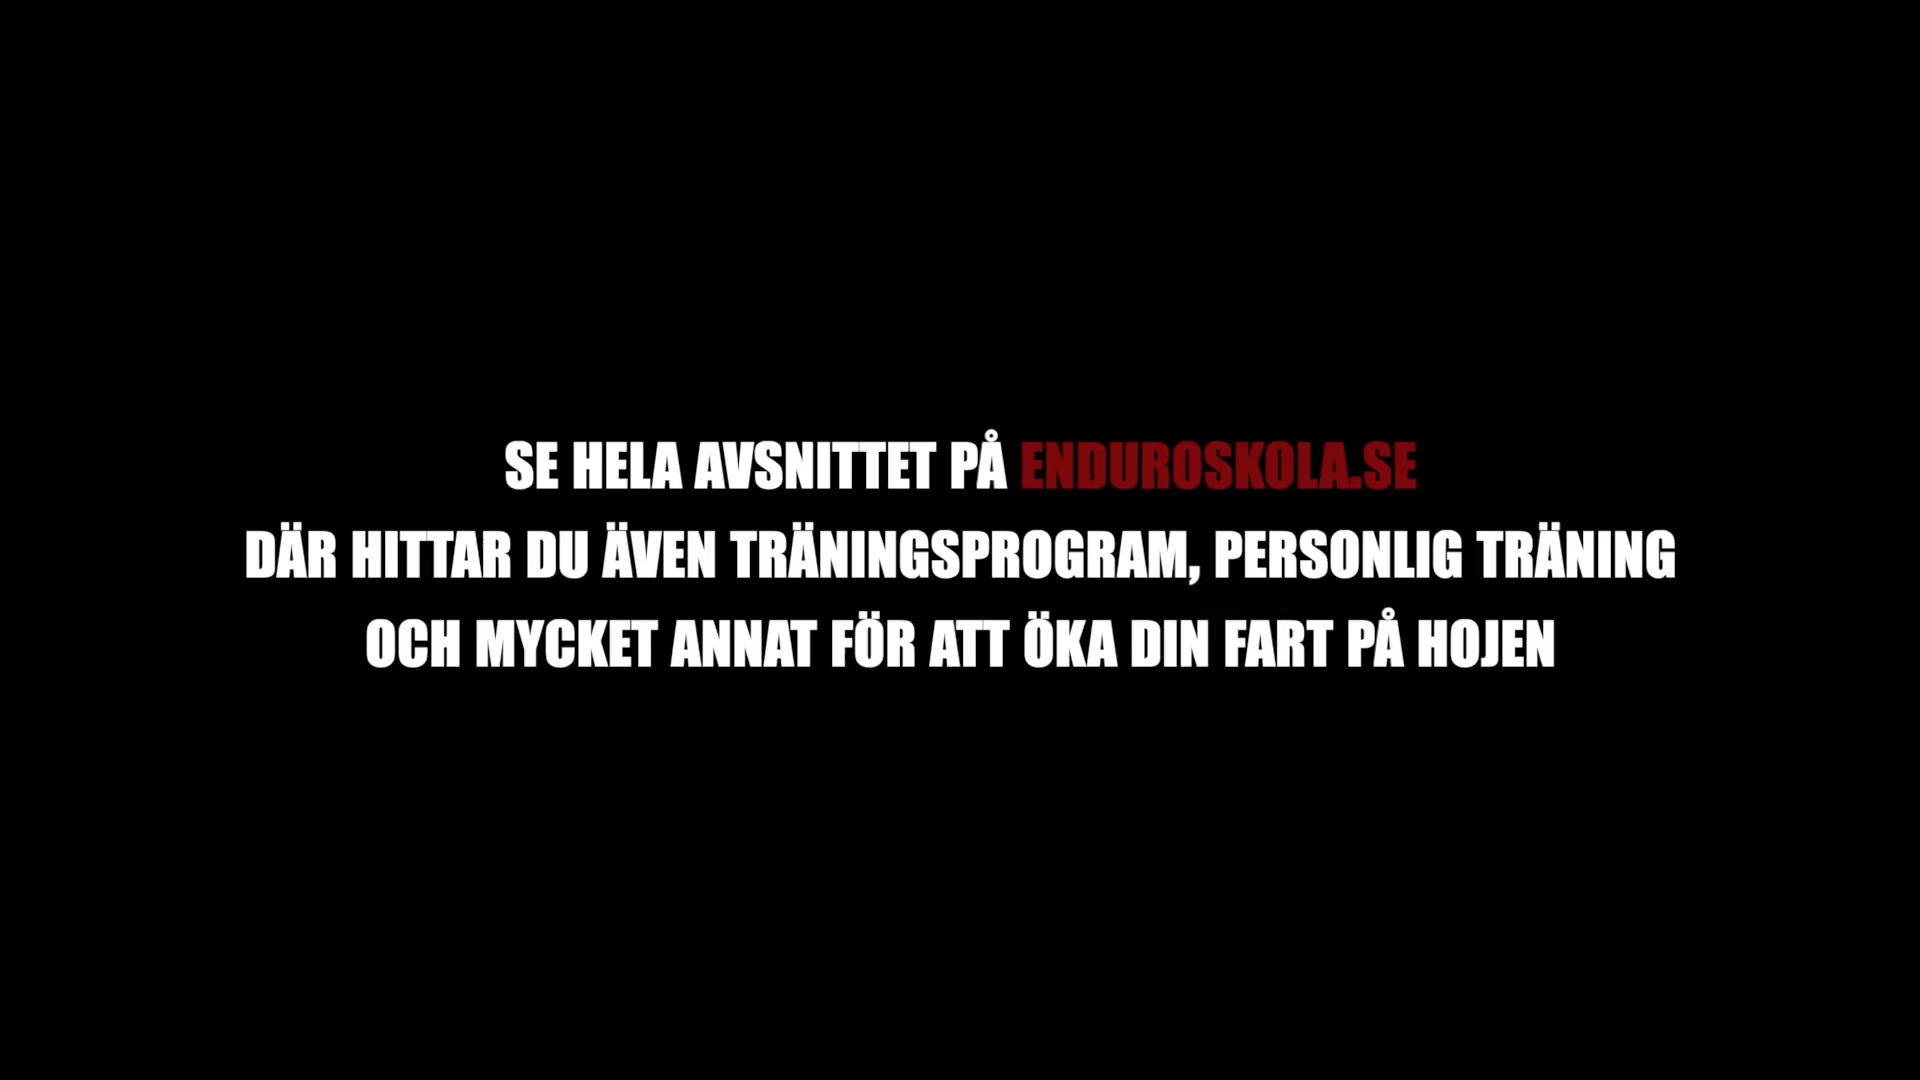 SE HELA AVSNITTET PÅ ENDUROSKOLA.SE
DÄR HITTAR DU ÄVEN TRÄNINGSPROGRAM, PERSONLIG TRÄNING
OCH MYCKET ANNAT FÖR ATT ÖKA DIN FART PÅ HOJEN